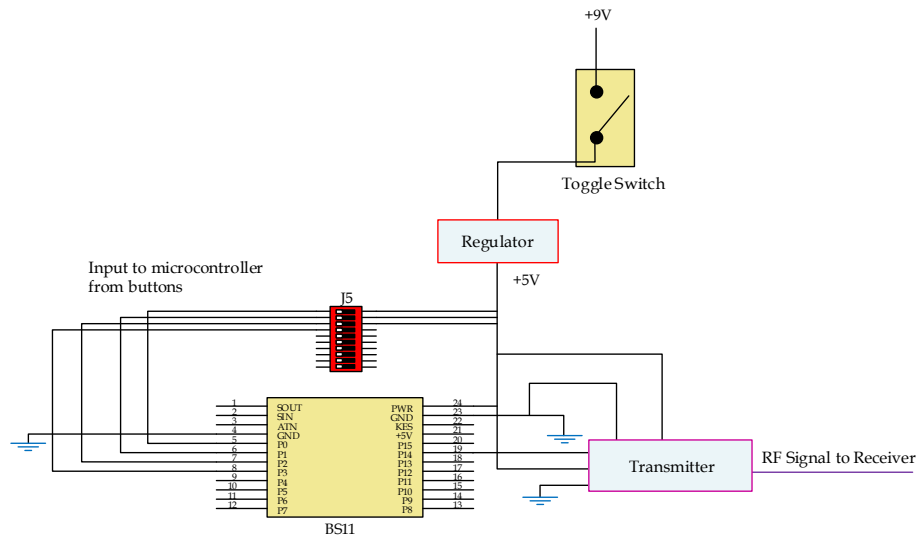 +9V
Toggle Switch
Regulator
+5V
Input to microcontroller
from buttons
J5
1
2
3
4
5
6
7
8
9
10
11
12
SOUT
SIN
ATN
GND
P0
P1
P2
P3
P4
P5
P6
P7
PWR
GND
KES
+5V
P15
P14
P13
P12
P11
P10
P9
P8
24
23
22
21
20
19
18
17
16
15
14
13
BS11
Transmitter
RF Signal to Receiver